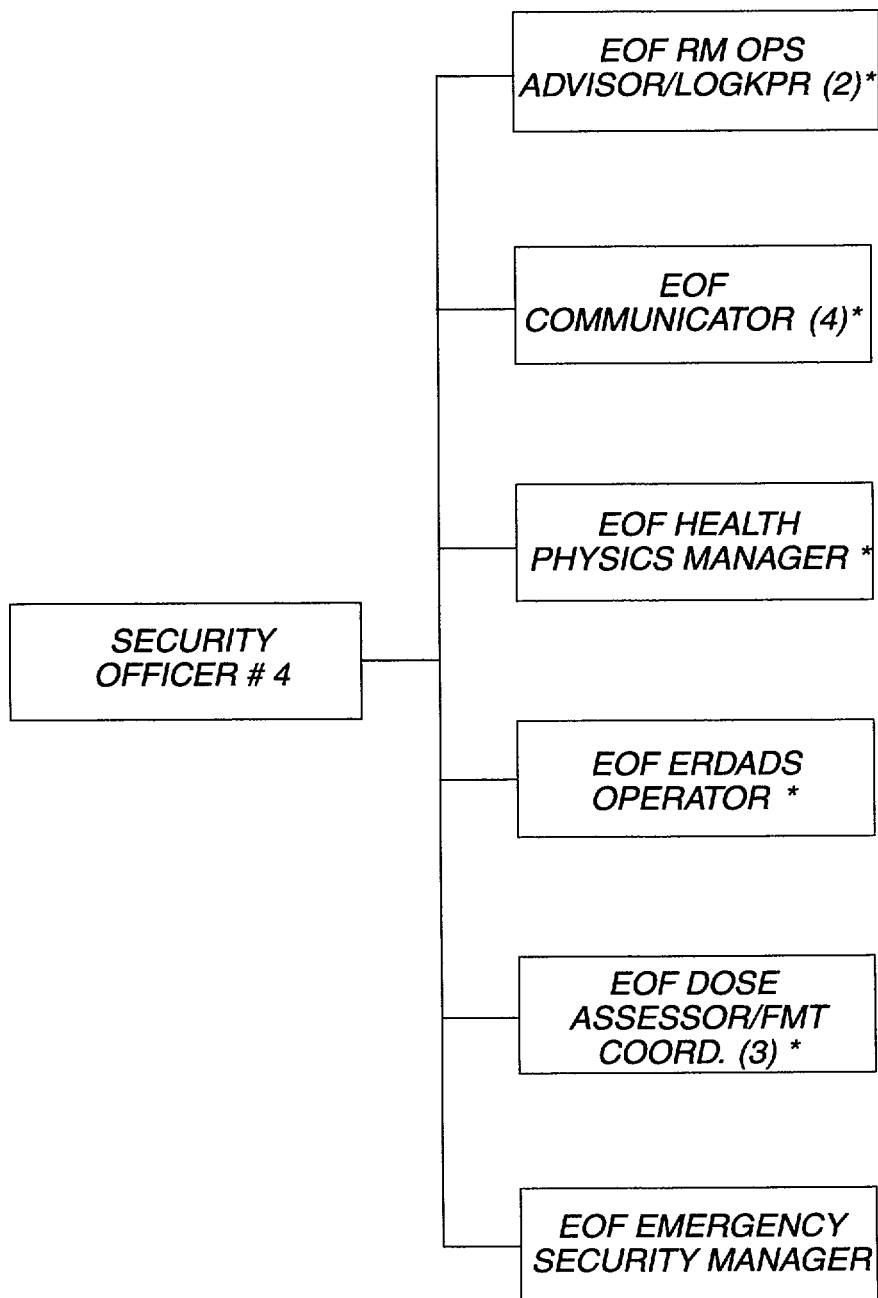 EOF RM OPS
ADVISOR/LOGKPR (2)*
EOF
COMMUNICATOR (4)*
EOF HEALTH
PHYSICS MANAGER *
SECURITY
OFFICER # 4
EOF ERDADS
OPERATOR *
EOF DOSE
ASSESSOR/FMT
COORD. (3) *
EOF EMERGENCY
SECURITY MANAGER